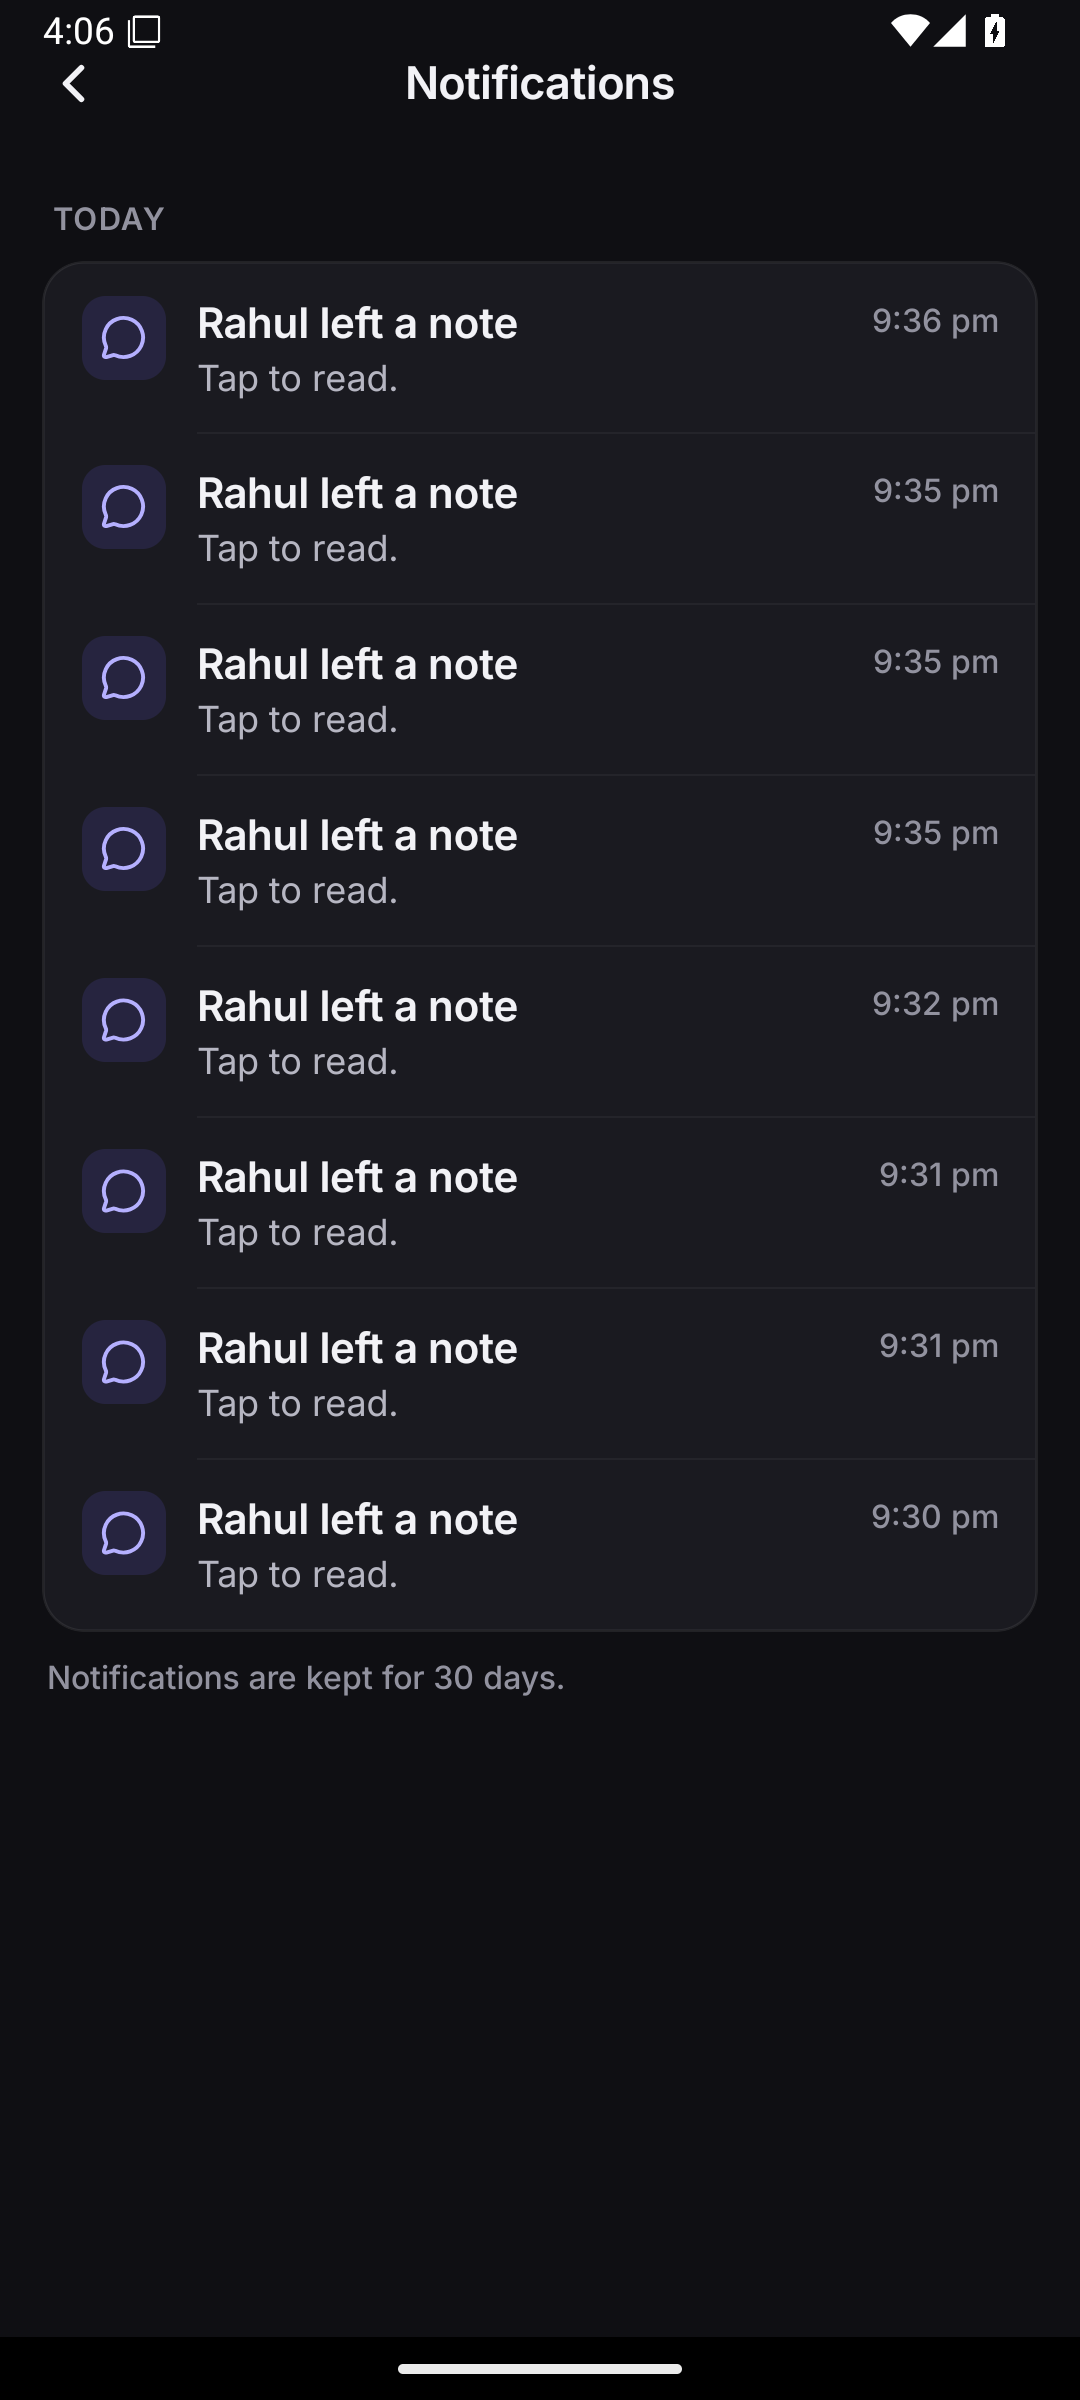 4:06
Notifications
TODAY
Rahul left a note
9:36 pm
Tap to read.
Rahul left a note
9:35 pm
Tap to read.
Rahul left a note
9:35 pm
Tap to read.
Rahul left a note
9:35 pm
Tap to read.
Rahul left a note
9:32 pm
Tap to read.
Rahul left a note
9:31 pm
Tap to read.
Rahul left a note
9:31 pm
Tap to read.
Rahul left a note
9:30 pm
Tap to read.
Notifications are kept for 30 days.